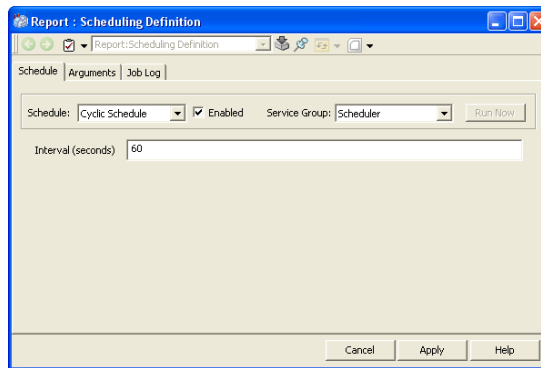 Report : Scheduling Definition
Report:Scheduling Definition
Schedule Arguments Job Log
Schedule: Cyclic Schedule Enabled Service Group: Scheduler Run Now
Interval (seconds) 60
Cancel Apply Help